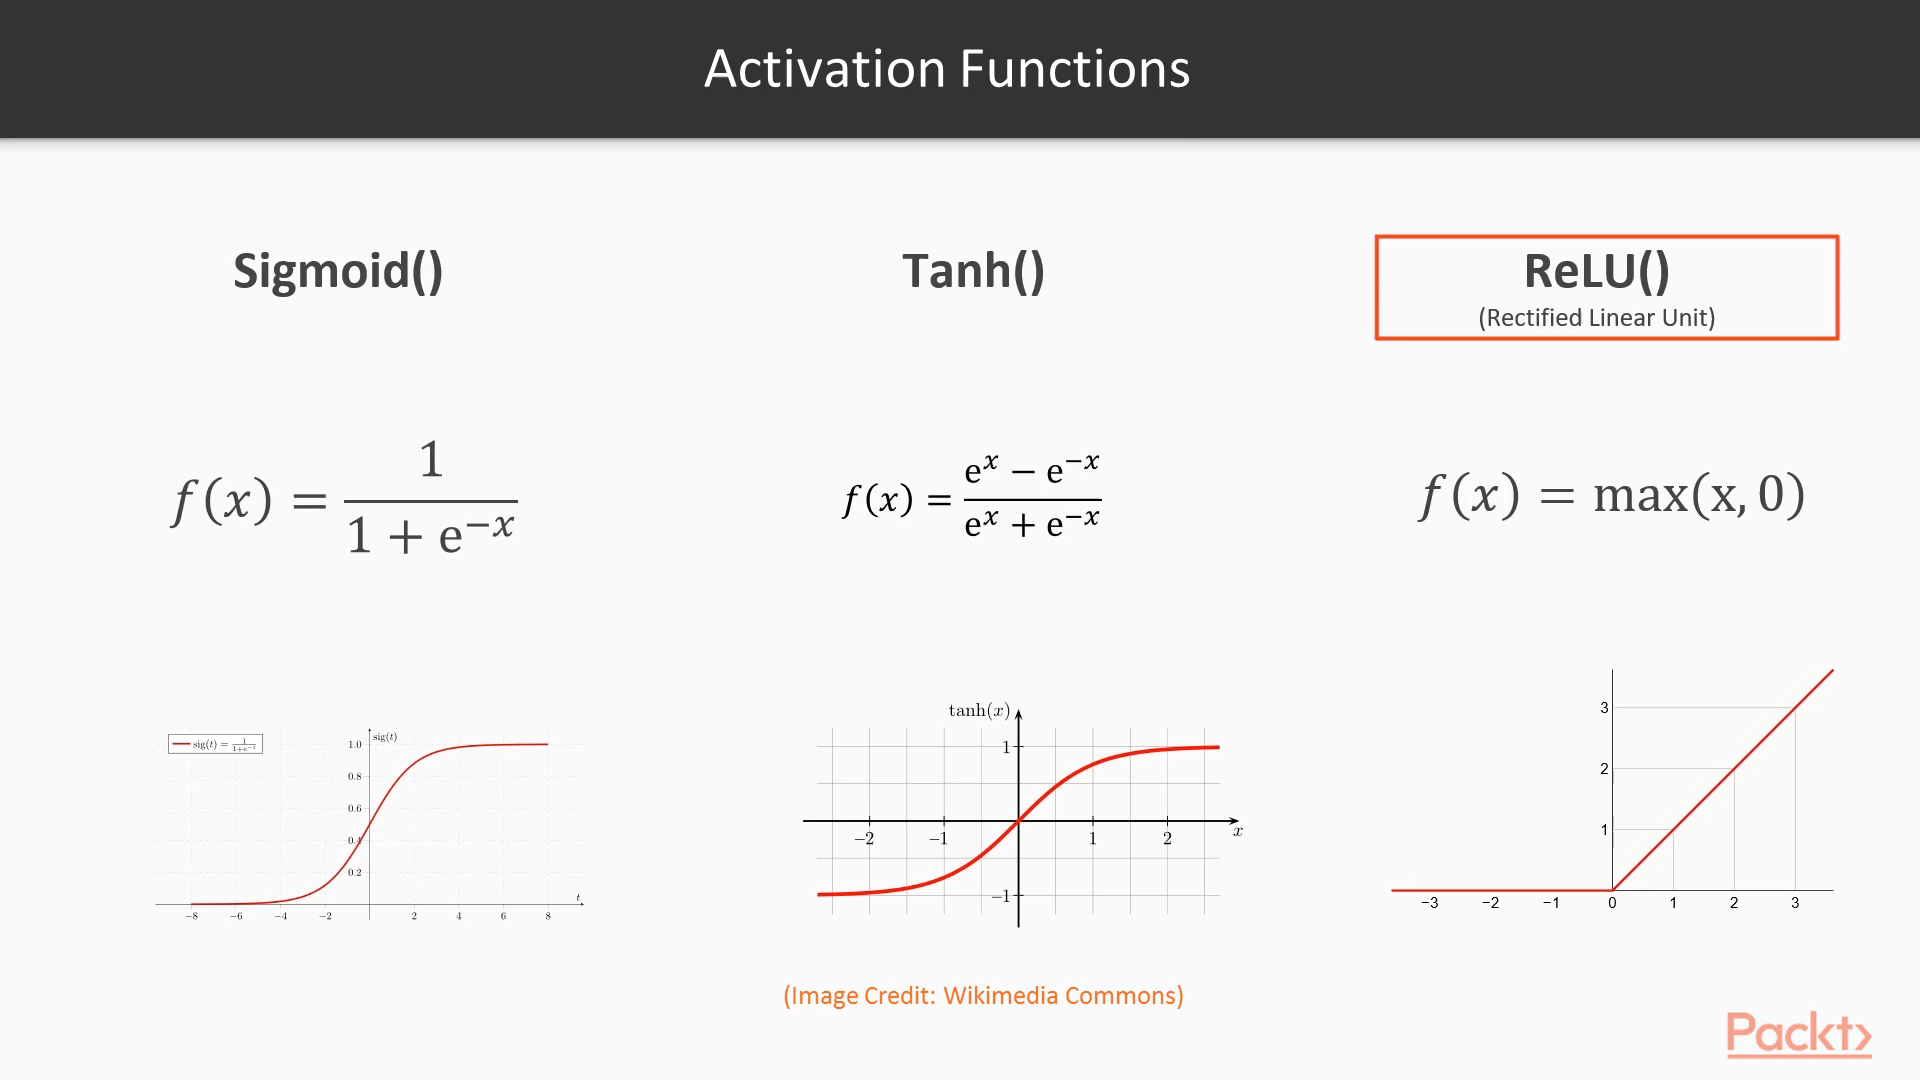 Activation Functions
Sigmoid()
f(x) = 1 / (1 + e^−x)
sig(t) = 1 / (1+e^−t)
sig(t)
1.0
0.8
0.6
0.4
0.2
t
−8 −6 −4 −2 2 4 6 8
Tanh()
f(x) = (e^x − e^−x) / (e^x + e^−x)
tanh(x)
1
−2 −1 1 2 x
−1
ReLU()
(Rectified Linear Unit)
f(x) = max(x, 0)
3
2
1
−3 −2 −1 0 1 2 3
(Image Credit: Wikimedia Commons)
Packt>